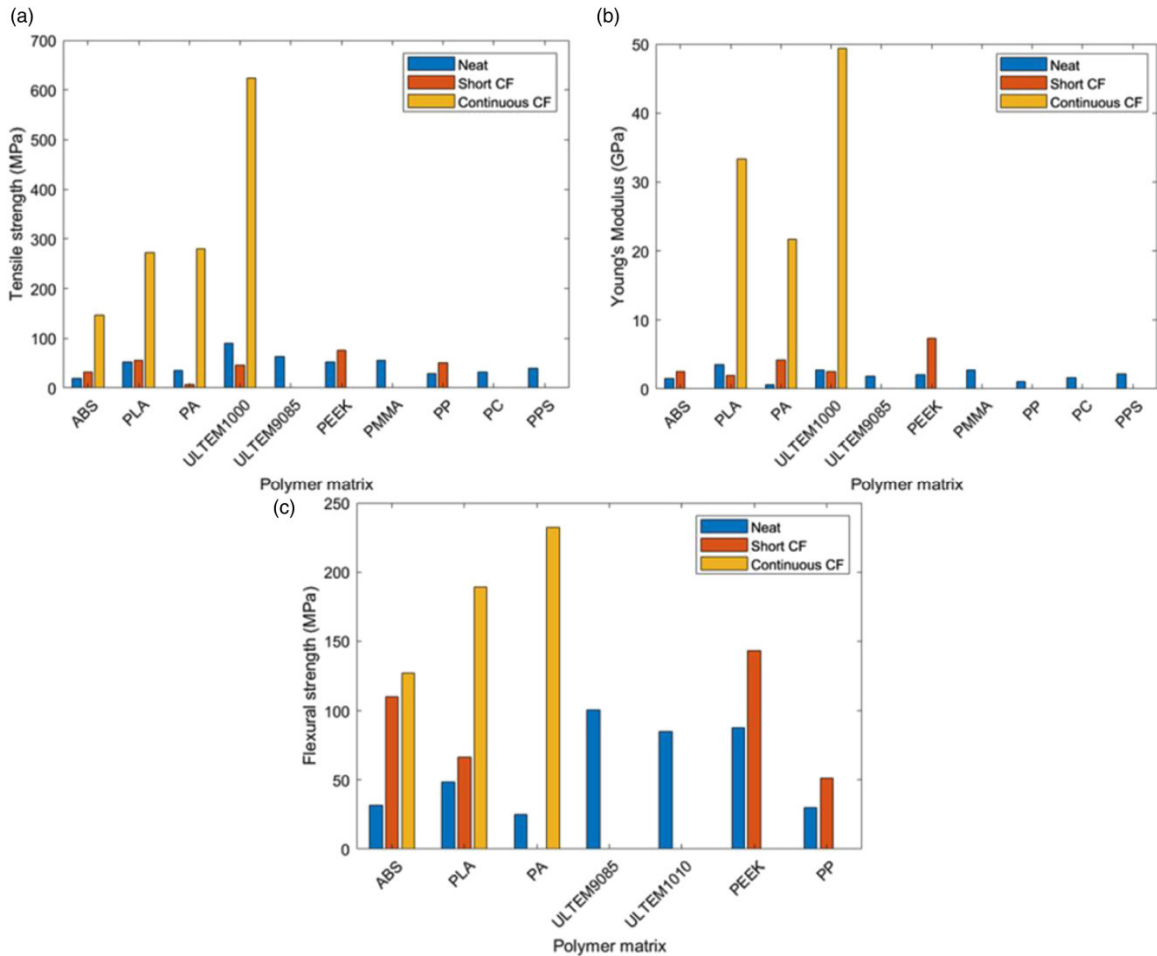 (a)
700
600
500
400
300
200
100
0
Tensile strength (MPa)
Neat
Short CF
Continuous CF
ABS
PLA
PA
ULTEM1000
ULTEM9085
PEEK
PMMA
PP
PC
PPS
Polymer matrix
(b)
50
40
30
20
10
0
Young's Modulus (GPa)
Neat
Short CF
Continuous CF
ABS
PLA
PA
ULTEM1000
ULTEM9085
PEEK
PMMA
PP
PC
PPS
Polymer matrix
(c)
250
200
150
100
50
0
Flexural strength (MPa)
Neat
Short CF
Continuous CF
ABS
PLA
PA
ULTEM9085
ULTEM1010
PEEK
PP
Polymer matrix